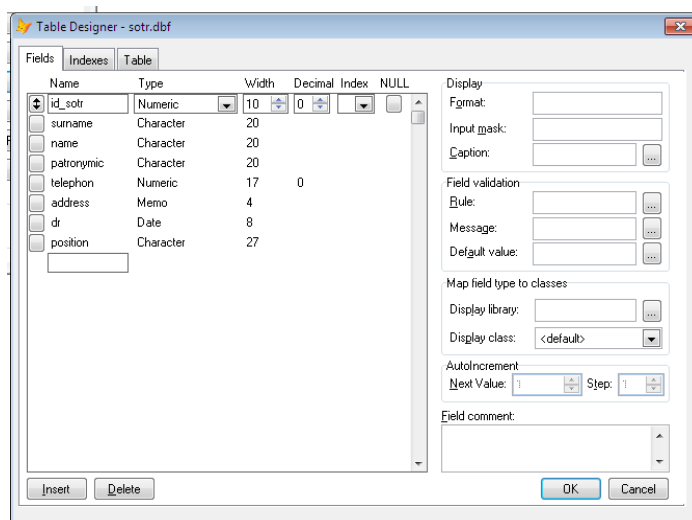 Table Designer - sotr.dbf
Fields Indexes Table
Name Type Width Decimal Index NULL
id_sotr Numeric 10 0
surname Character 20
name Character 20
patronymic Character 20
telephon Numeric 17 0
address Memo 4
dr Date 8
position Character 27
Display
Format:
Input mask:
Caption: ...
Field validation
Rule: ...
Message: ...
Default value: ...
Map field type to classes
Display library: ...
Display class: <default>
AutoIncrement
Next Value: 1 Step: 1
Field comment:
Insert Delete OK Cancel